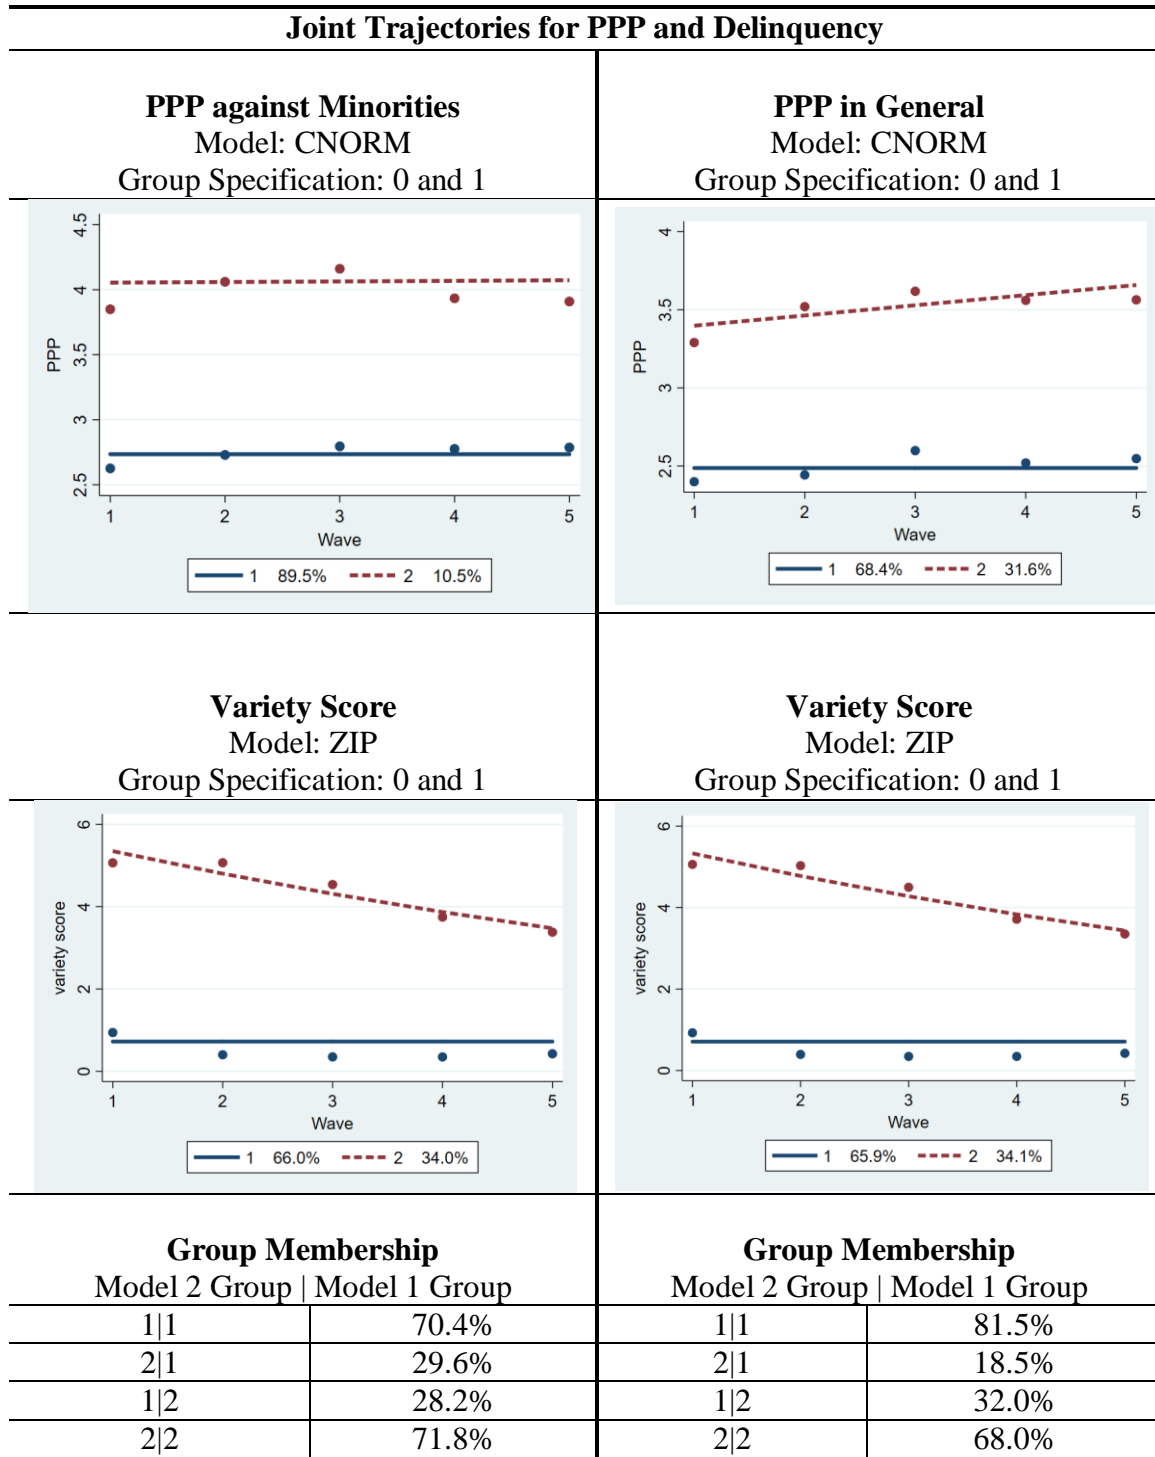 Joint Trajectories for PPP and Delinquency
PPP against Minorities
Model: CNORM
Group Specification: 0 and 1
PPP in General
Model: CNORM
Group Specification: 0 and 1
4.5
4
3.5
3
2.5
PPP
1 2 3 4 5
Wave
1 89.5% 2 10.5%
4
3.5
3
2.5
PPP
1 2 3 4 5
Wave
1 68.4% 2 31.6%
Variety Score
Model: ZIP
Group Specification: 0 and 1
Variety Score
Model: ZIP
Group Specification: 0 and 1
6
4
2
0
variety score
1 2 3 4 5
Wave
1 66.0% 2 34.0%
6
4
2
0
variety score
1 2 3 4 5
Wave
1 65.9% 2 34.1%
Group Membership
Model 2 Group | Model 1 Group
1|1 70.4%
2|1 29.6%
1|2 28.2%
2|2 71.8%
Group Membership
Model 2 Group | Model 1 Group
1|1 81.5%
2|1 18.5%
1|2 32.0%
2|2 68.0%